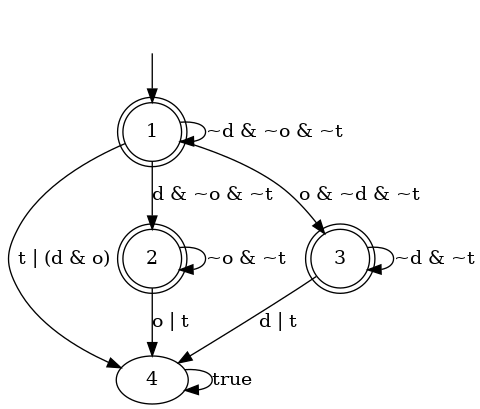 1
~d & ~o & ~t
d & ~o & ~t
o & ~d & ~t
t | (d & o)
2
~o & ~t
3
~d & ~t
o | t
d | t
4
true